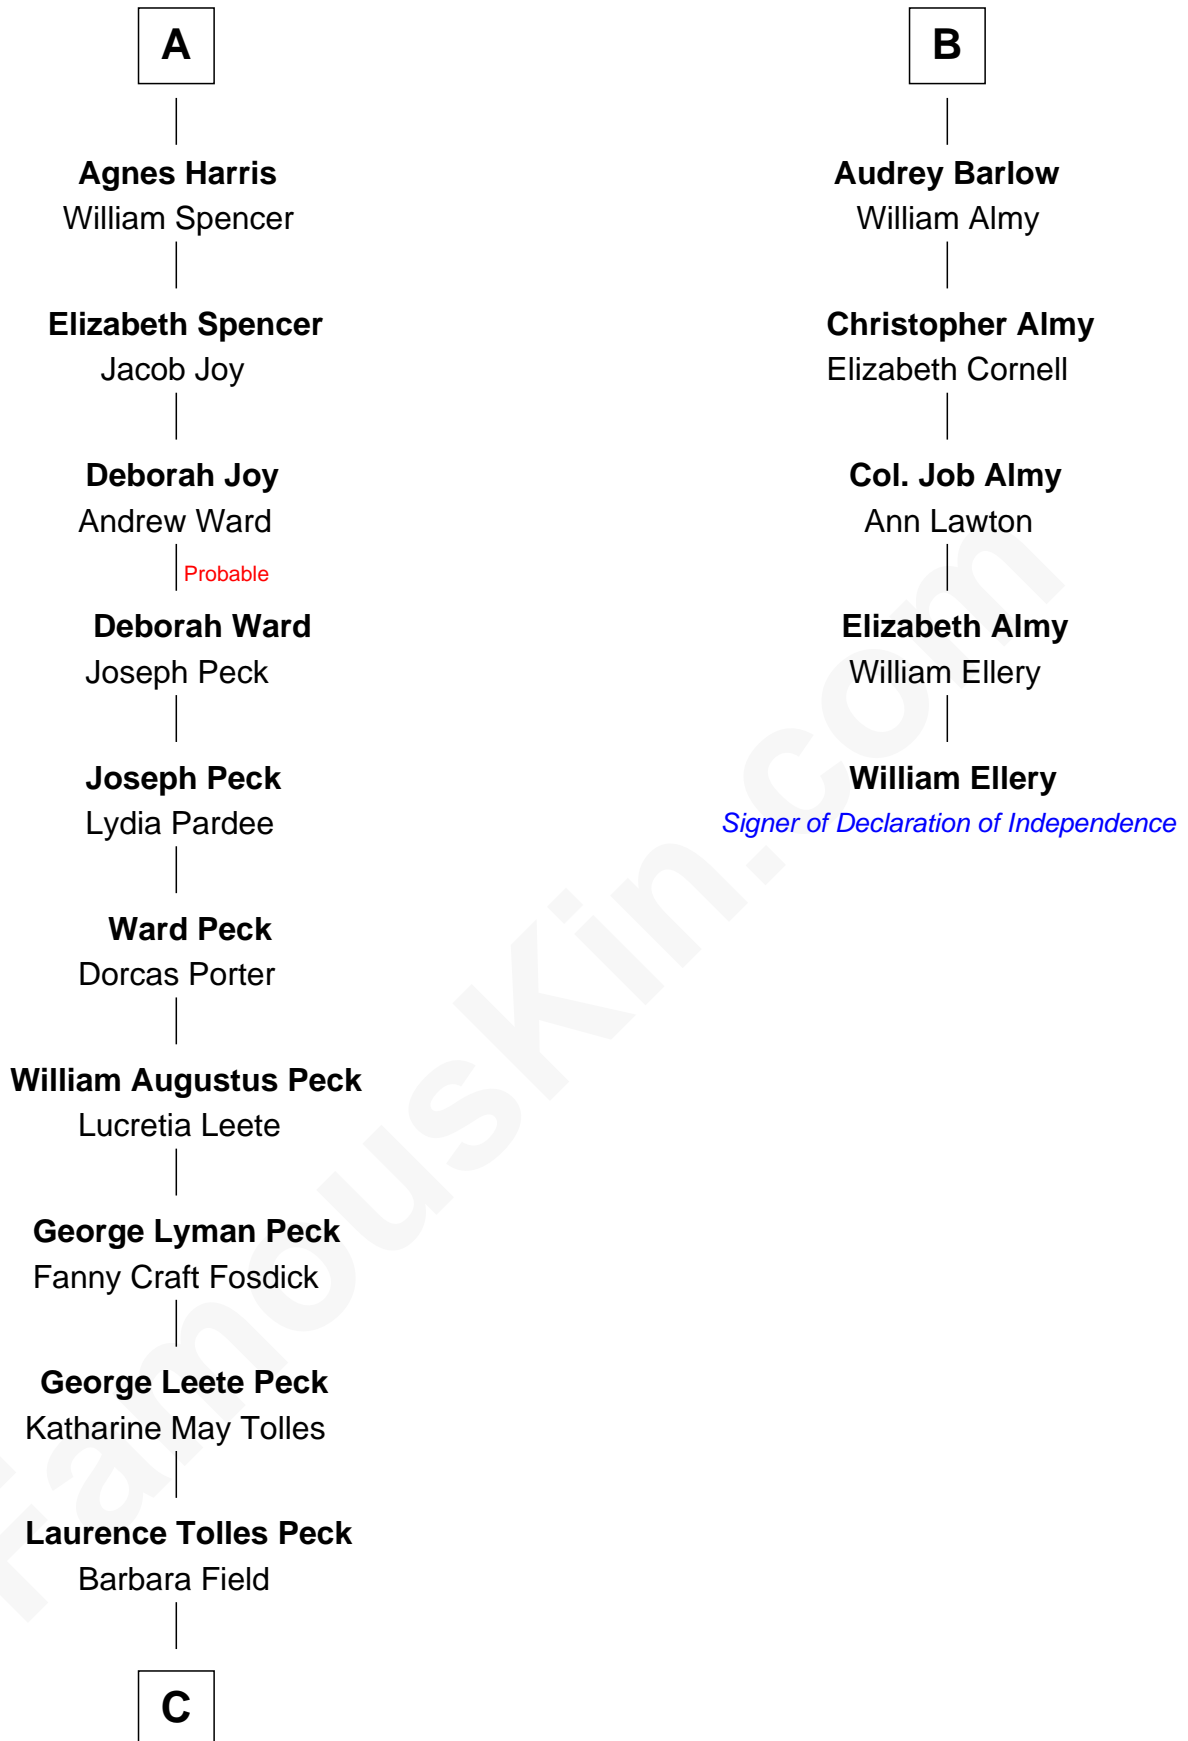 A
Agnes Harris
William Spencer
Elizabeth Spencer
Jacob Joy
Deborah Joy
Andrew Ward
Probable
Deborah Ward
Joseph Peck
Joseph Peck
Lydia Pardee
Ward Peck
Dorcas Porter
William Augustus Peck
Lucretia Leete
George Lyman Peck
Fanny Craft Fosdick
George Leete Peck
Katharine May Tolles
Laurence Tolles Peck
Barbara Field
C
B
Audrey Barlow
William Almy
Christopher Almy
Elizabeth Cornell
Col. Job Almy
Ann Lawton
Elizabeth Almy
William Ellery
William Ellery
Signer of Declaration of Independence
FamousKin.com